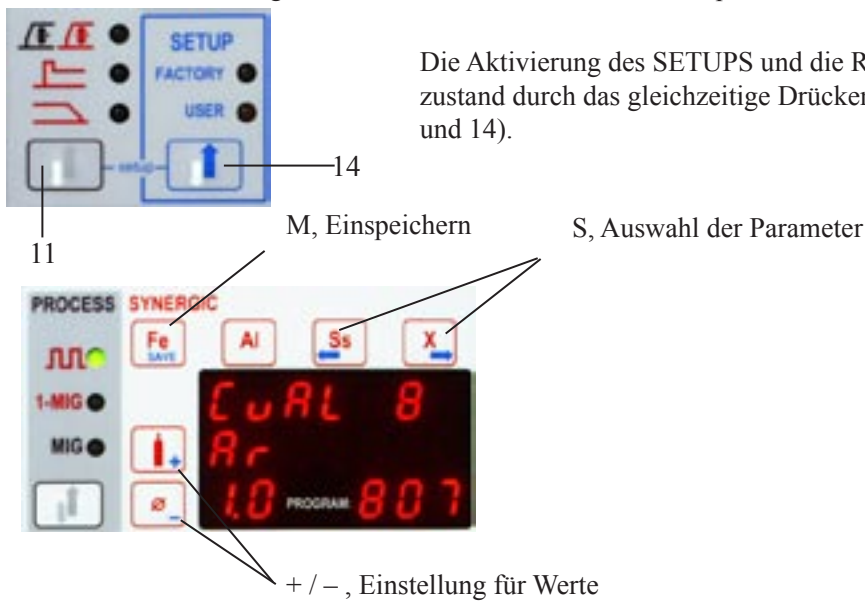 SETUP
FACTORY
USER
setup
Die Aktivierung des SETUPS und die R
zustand durch das gleichzeitige Drücken
und 14).
14
11
M, Einspeichern
S, Auswahl der Parameter
PROCESS SYNERGIC
Fe
SAVE
Al
Ss
X
1-MIG
MIG
+
Ø
–
CuAL 8
Ar
1.0 PROGRAM: 807
+ / – , Einstellung für Werte